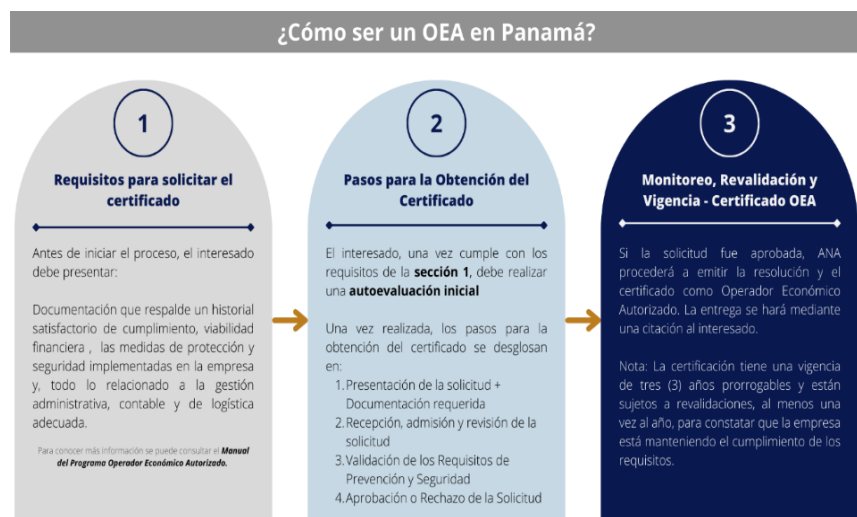 ¿Cómo ser un OEA en Panamá?
1
Requisitos para solicitar el
certificado
Antes de iniciar el proceso, el interesado
debe presentar:
Documentación que respalde un historial
satisfactorio de cumplimiento, viabilidad
financiera , las medidas de protección y
seguridad implementadas en la empresa
y, todo lo relacionado a la gestión
administrativa, contable y de logística
adecuada.
Para conocer más información se puede consultar el Manual
del Programa Operador Económico Autorizado.
2
Pasos para la Obtención del
Certificado
El interesado, una vez cumple con los
requisitos de la sección 1, debe realizar
una autoevaluación inicial
Una vez realizada, los pasos para la
obtención del certificado se desglosan
en:
1.Presentación de la solicitud +
Documentación requerida
2.Recepción, admisión y revisión de la
solicitud
3.Validación de los Requisitos de
Prevención y Seguridad
4.Aprobación o Rechazo de la Solicitud
3
Monitoreo, Revalidación y
Vigencia - Certificado OEA
Si la solicitud fue aprobada, ANA
procederá a emitir la resolución y el
certificado como Operador Económico
Autorizado. La entrega se hará mediante
una citación al interesado.
Nota: La certificación tiene una vigencia
de tres (3) años prorrogables y están
sujetos a revalidaciones, al menos una
vez al año, para constatar que la empresa
está manteniendo el cumplimiento de los
requisitos.